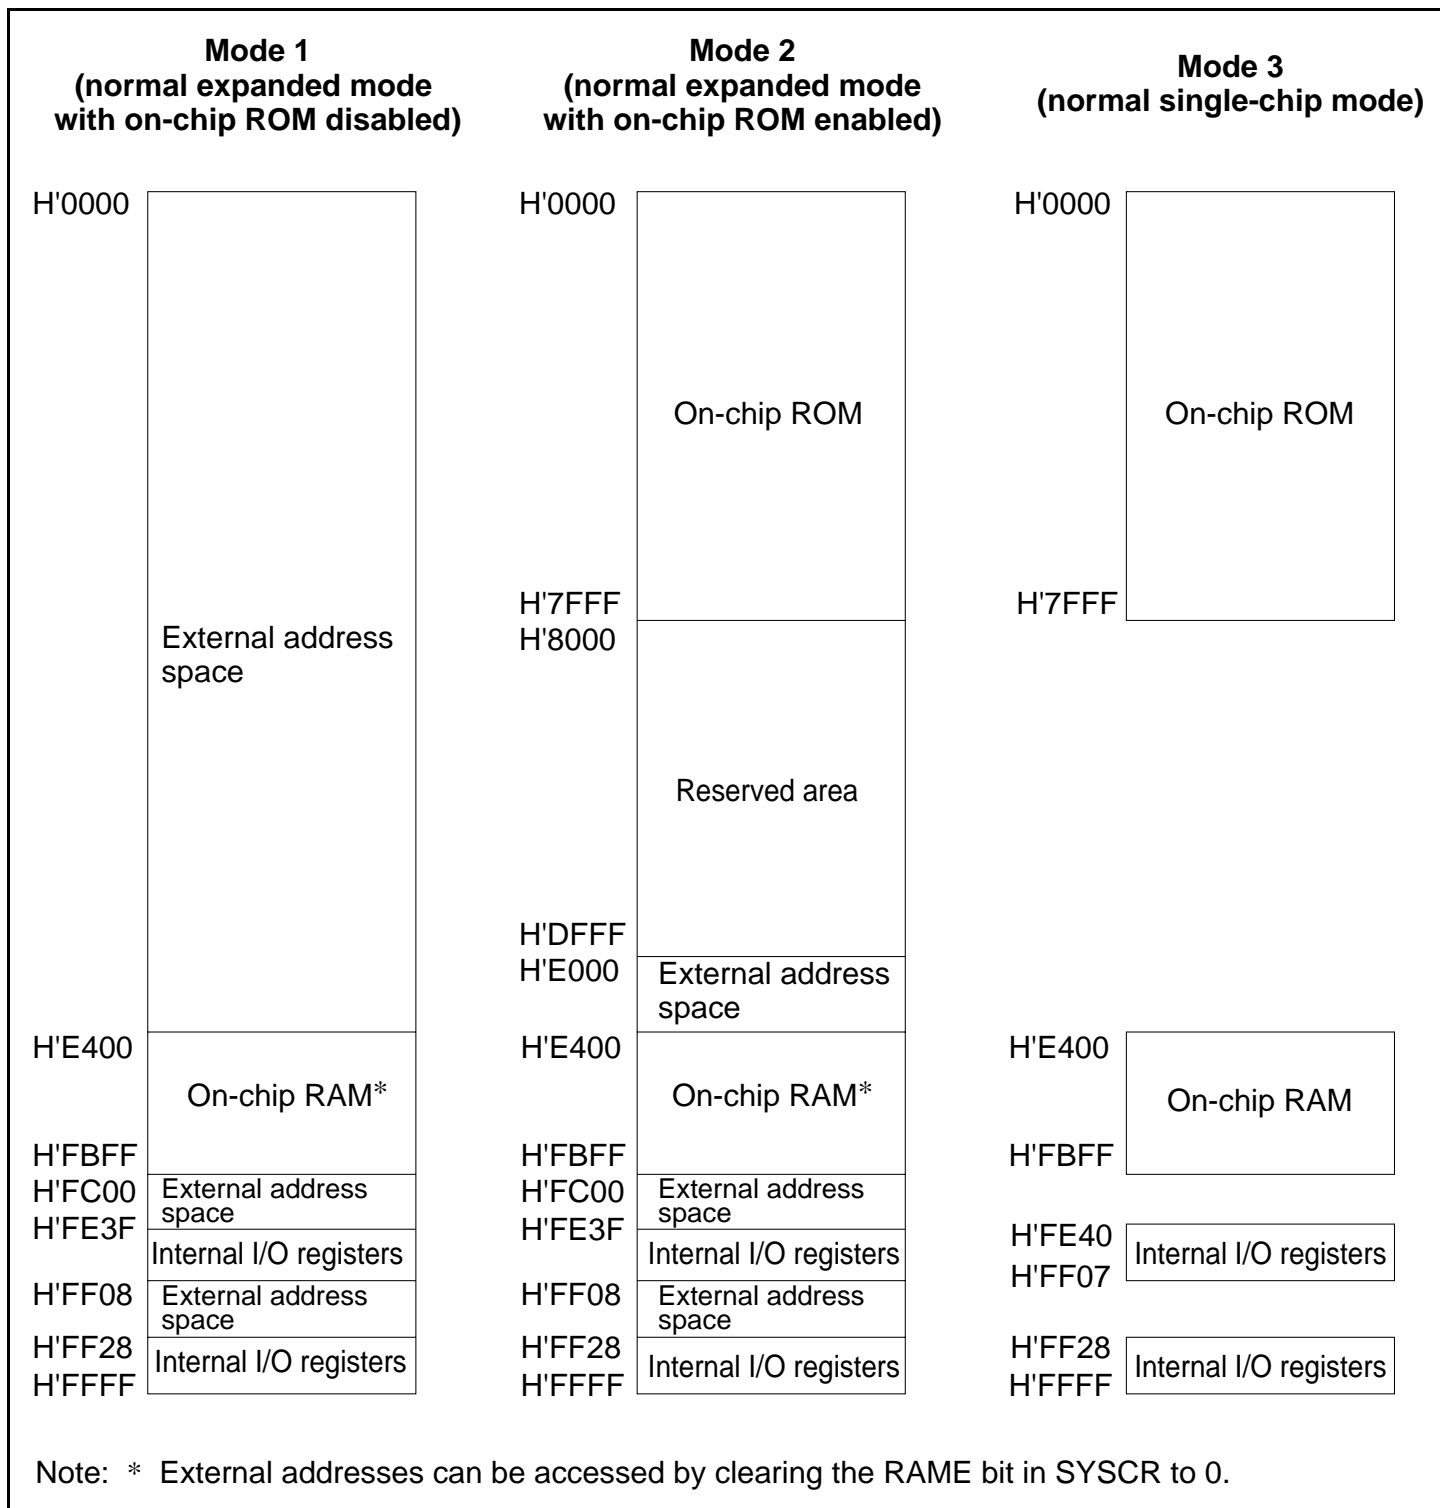 Mode 1
(normal expanded mode
with on-chip ROM disabled)
H'0000
External address
space
H'E400
On-chip RAM*
H'FBFF
H'FC00
External address
space
H'FE3F
Internal I/O registers
H'FF08
External address
space
H'FF28
Internal I/O registers
H'FFFF
Mode 2
(normal expanded mode
with on-chip ROM enabled)
H'0000
On-chip ROM
H'7FFF
H'8000
Reserved area
H'DFFF
H'E000
External address
space
H'E400
On-chip RAM*
H'FBFF
H'FC00
External address
space
H'FE3F
Internal I/O registers
H'FF08
External address
space
H'FF28
Internal I/O registers
H'FFFF
Mode 3
(normal single-chip mode)
H'0000
On-chip ROM
H'7FFF
H'E400
On-chip RAM
H'FBFF
H'FE40
Internal I/O registers
H'FF07
H'FF28
Internal I/O registers
H'FFFF
Note: * External addresses can be accessed by clearing the RAME bit in SYSCR to 0.